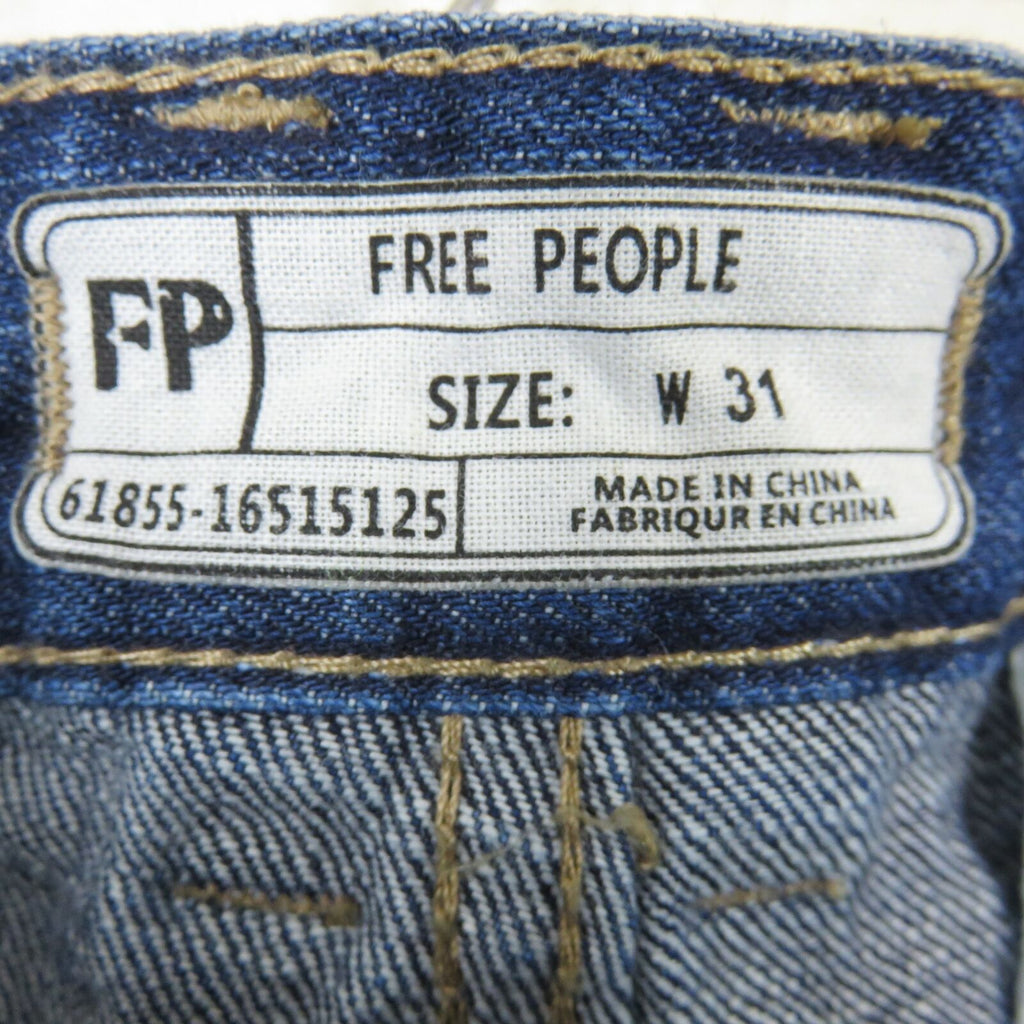 FP
FREE PEOPLE
SIZE: W 31
61855-16515125
MADE IN CHINA
FABRIQUR EN CHINA